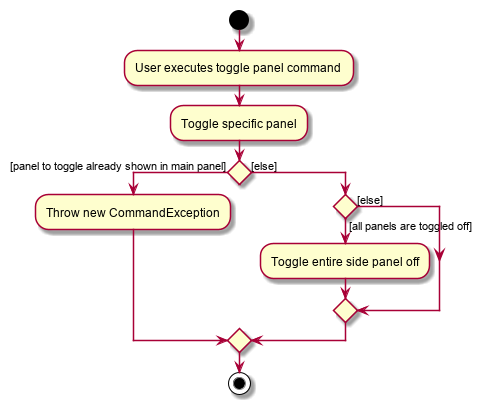 User executes toggle panel command
Toggle specific panel
[panel to toggle already shown in main panel]
[else]
Throw new CommandException
[else]
[all panels are toggled off]
Toggle entire side panel off